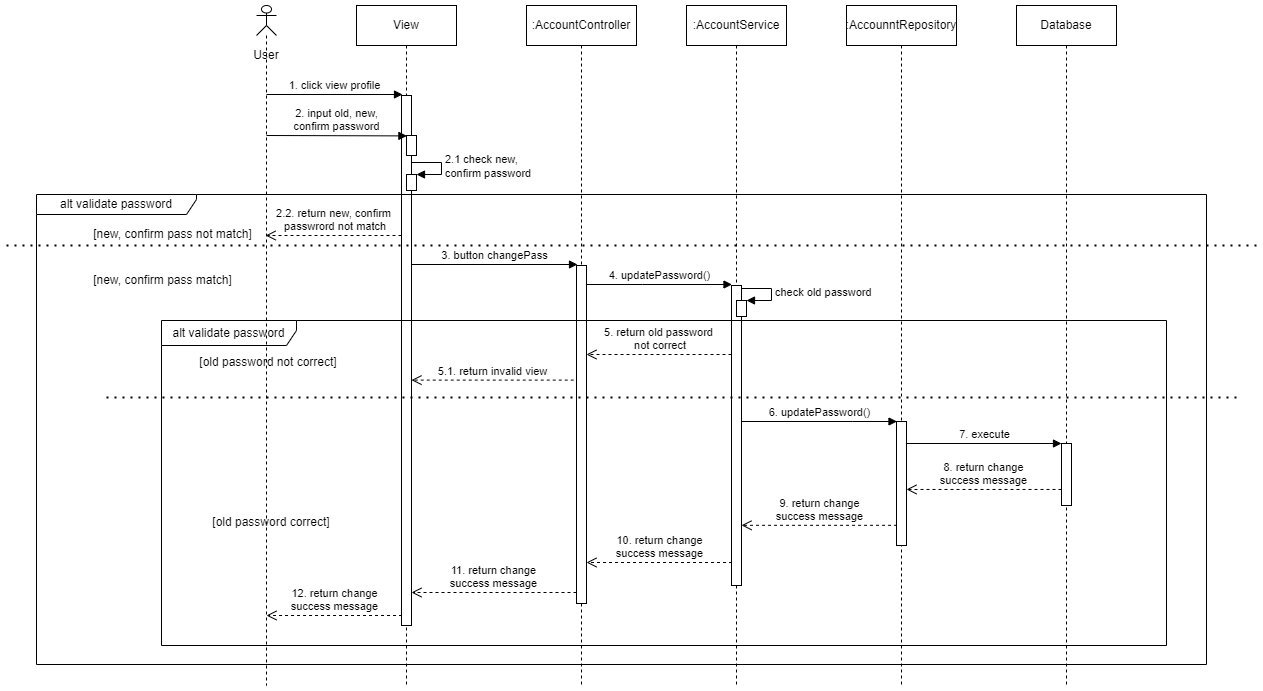 User
View
:AccountController
:AccountService
:AccounntRepository
Database
1. click view profile
2. input old, new,
confirm password
2.1 check new,
confirm password
alt validate password
2.2. return new, confirm
passwrord not match
[new, confirm pass not match]
3. button changePass
[new, confirm pass match]
4. updatePassword()
check old password
alt validate password
5. return old password
not correct
[old password not correct]
5.1. return invalid view
6. updatePassword()
7. execute
8. return change
success message
9. return change
success message
[old password correct]
10. return change
success message
11. return change
success message
12. return change
success message